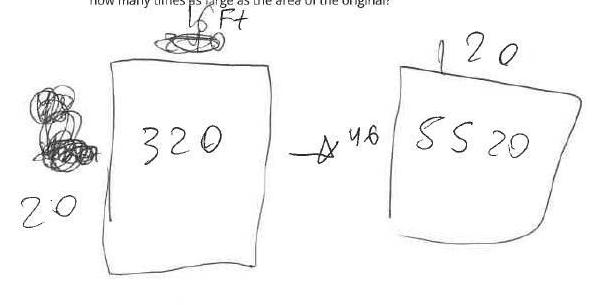 how many times as large as the area of the original?
16 Ft
120
320
46
5520
20